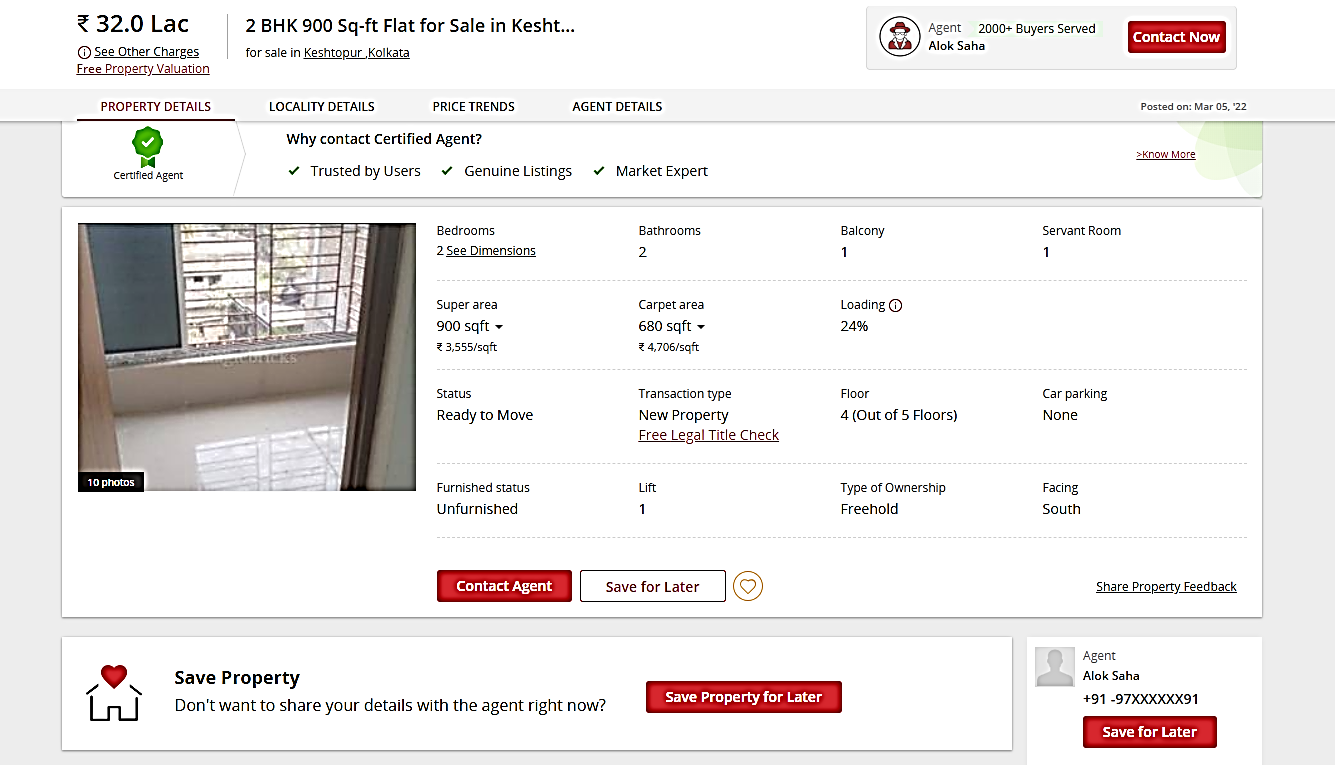 ₹ 32.0 Lac
See Other Charges
Free Property Valuation
2 BHK 900 Sq-ft Flat for Sale in Kesht...
for sale in Keshtopur ,Kolkata
Agent 2000+ Buyers Served
Alok Saha
Contact Now
PROPERTY DETAILS LOCALITY DETAILS PRICE TRENDS AGENT DETAILS Posted on: Mar 05, '22
Certified Agent
Why contact Certified Agent?
Trusted by Users Genuine Listings Market Expert
>Know More
10 photos
Bedrooms Bathrooms Balcony Servant Room
2 See Dimensions 2 1 1
Super area Carpet area Loading
900 sqft 680 sqft 24%
₹ 3,555/sqft ₹ 4,706/sqft
Status Transaction type Floor Car parking
Ready to Move New Property 4 (Out of 5 Floors) None
Free Legal Title Check
Furnished status Lift Type of Ownership Facing
Unfurnished 1 Freehold South
Contact Agent Save for Later Share Property Feedback
Save Property
Don't want to share your details with the agent right now?
Save Property for Later
Agent
Alok Saha
+91 -97XXXXXX91
Save for Later